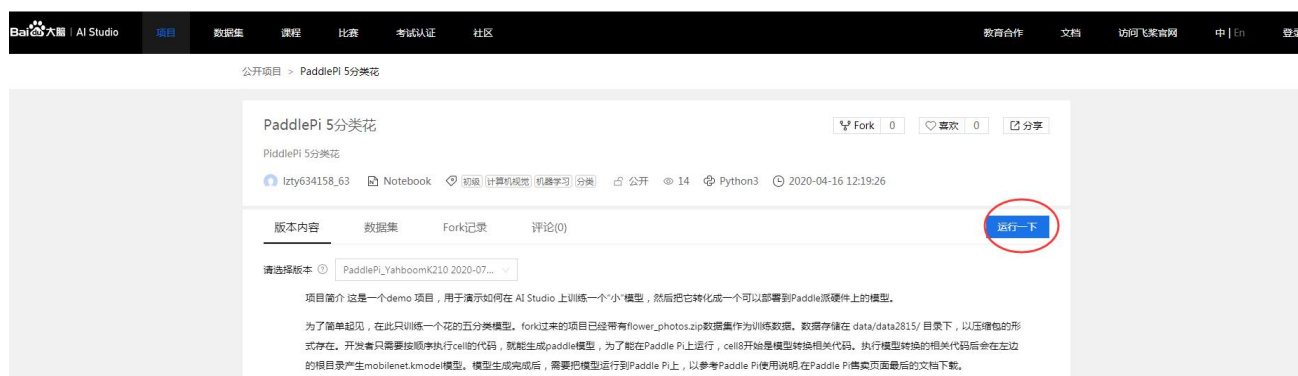 Bai大脑 | AI Studio 项目 数据集 课程 比赛 考试认证 社区 教育合作 文档 访问飞桨官网 中 | En 登录
公开项目 > PaddlePi 5分类花
PaddlePi 5分类花 Fork 0 喜欢 0 分享
PiddlePi 5分类花
lzty634158_63 Notebook 初级 计算机视觉 机器学习 分类 公开 14 Python3 2020-04-16 12:19:26
版本内容 数据集 Fork记录 评论(0) 运行一下
请选择版本 PaddlePi_YahboomK210 2020-07...
项目简介 这是一个demo 项目，用于演示如何在 AI Studio 上训练一个“小”模型，然后把它转化成一个可以部署到Paddle派硬件上的模型。
为了简单起见，在此只训练一个花的五分类模型。fork过来的项目已经带有flower_photos.zip数据集作为训练数据。数据存储在 data/data2815/ 目录下，以压缩包的形
式存在。开发者只需要按顺序执行cell的代码，就能生成paddle模型，为了能在Paddle Pi上运行，cell8开始是模型转换相关代码。执行模型转换的相关代码后会在左边
的根目录产生mobilenet.kmodel模型。模型生成完成后，需要把模型运行到Paddle Pi上，以参考Paddle Pi使用说明.在Paddle Pi售卖页面最后的文档下载。